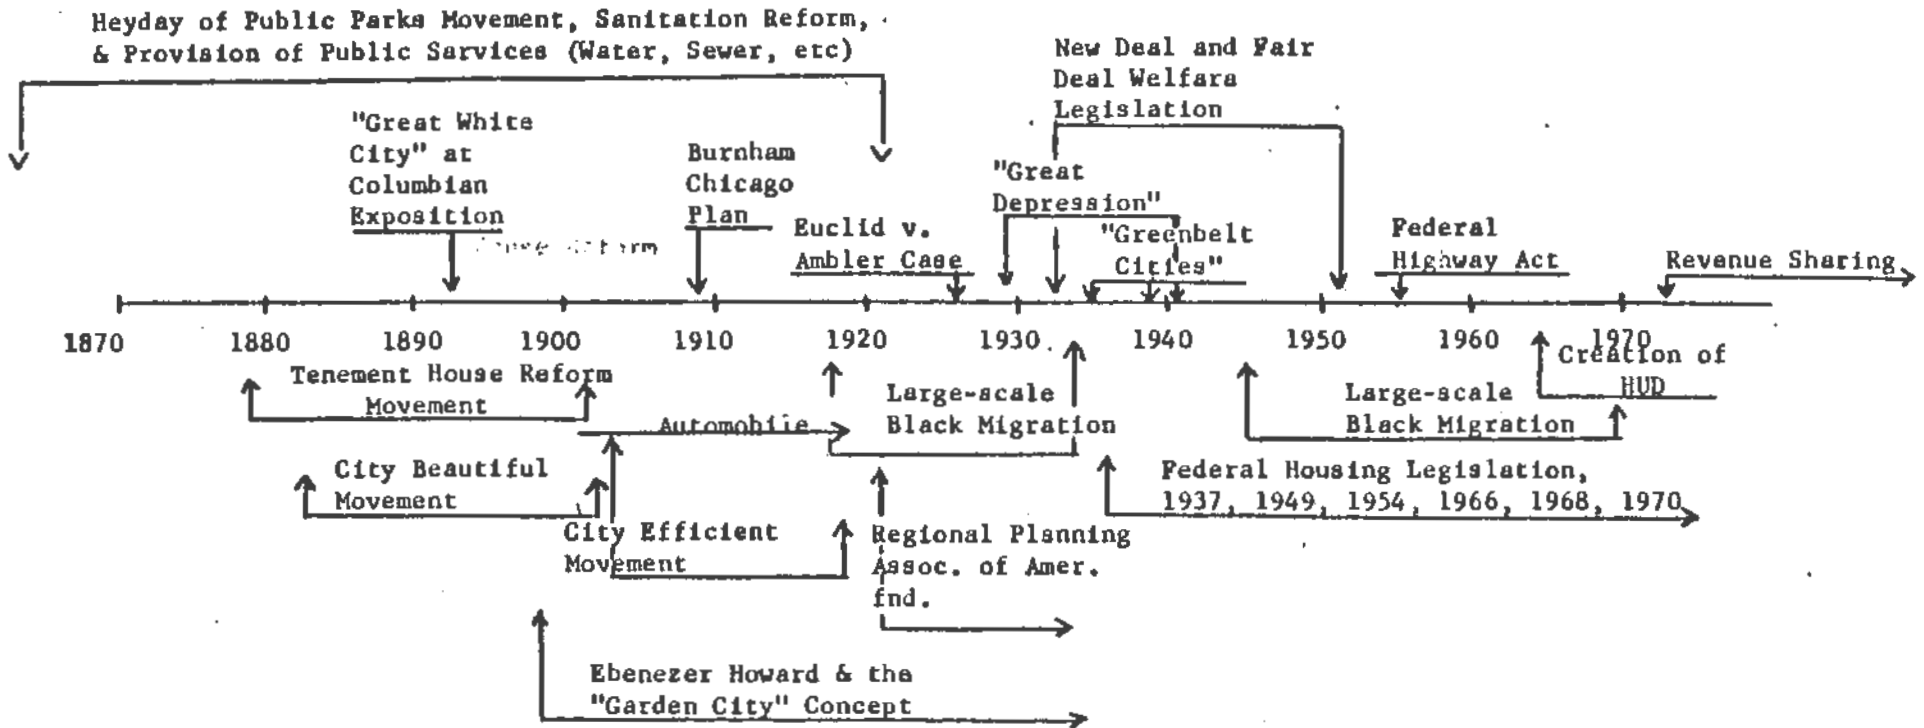 Heyday of Public Parks Movement, Sanitation Reform,
& Provision of Public Sarvices (Water, Sewer, etc)
New Deal and Fair
Deal Welfara
Legislation
"Great White
City" at
Columbian
Exposition
Burnham
Chicago
Plan
"Great
Depression"
Euclid v.
Ambler Case
"Greenbelt
Cities"
Federal
Highway Act
Revenue Sharing
1870 1880 1890 1900 1910 1920 1930 1940 1950 1960 1970
Tenement House Reform
Movement
Automobile
Large-scale
Black Migration
Large-scale
Black Migration
Creation of
HUD
City Beautiful
Movement
Federal Housing Legislation,
1937, 1949, 1954, 1966, 1968, 1970
City Efficient
Movement
Regional Planning
Assoc. of Amer.
fnd.
Ebenezer Howard & the
"Garden City" Concept